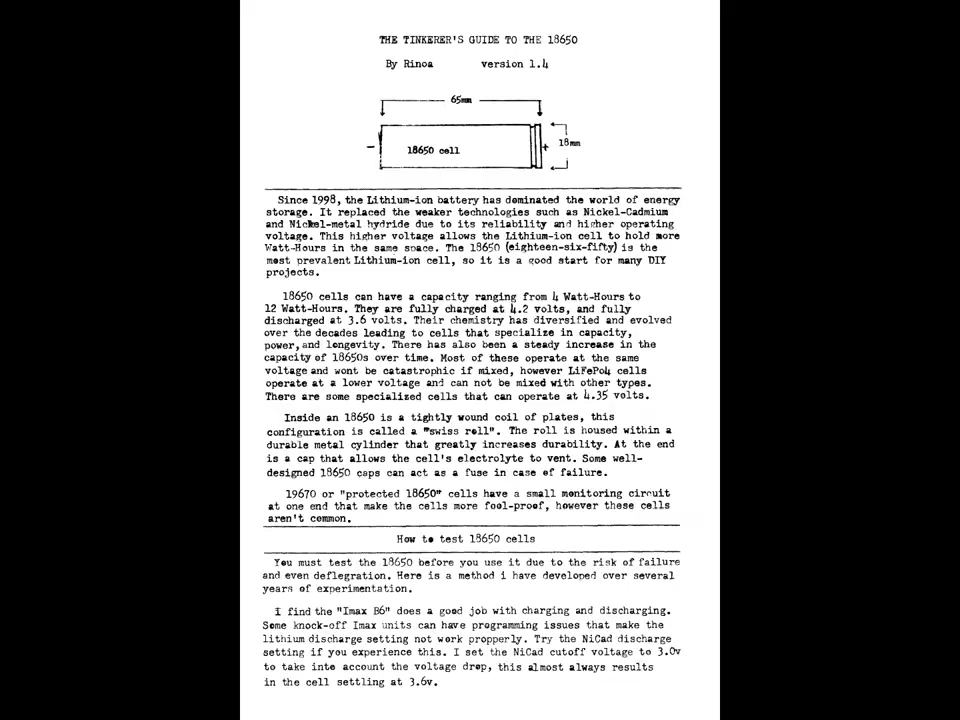 THE TINKERER'S GUIDE TO THE 18650
By Rinoa version 1.4
65mm
18mm
- 18650 cell +
Since 1998, the Lithium-ion battery has dominated the world of energy
storage. It replaced the weaker technologies such as Nickel-Cadmium
and Nickel-metal hydride due to its reliability and higher operating
voltage. This higher voltage allows the Lithium-ion cell to hold more
Watt-Hours in the same space. The 18650 (eighteen-six-fifty) is the
most prevalent Lithium-ion cell, so it is a good start for many DIY
projects.
18650 cells can have a capacity ranging from 4 Watt-Hours to
12 Watt-Hours. They are fully charged at 4.2 volts, and fully
discharged at 3.6 volts. Their chemistry has diversified and evolved
over the decades leading to cells that specialize in capacity,
power, and longevity. There has also been a steady increase in the
capacity of 18650s over time. Most of these operate at the same
voltage and wont be catastrophic if mixed, however LiFePo4 cells
operate at a lower voltage and can not be mixed with other types.
There are some specialized cells that can operate at 4.35 volts.
Inside an 18650 is a tightly wound coil of plates, this
configuration is called a "swiss roll". The roll is housed within a
durable metal cylinder that greatly increases durability. At the end
is a cap that allows the cell's electrolyte to vent. Some well-
designed 18650 caps can act as a fuse in case of failure.
19670 or "protected 18650" cells have a small monitoring circuit
at one end that make the cells more fool-proof, however these cells
aren't common.
How to test 18650 cells
You must test the 18650 before you use it due to the risk of failure
and even deflegration. Here is a method i have developed over several
years of experimentation.
I find the "Imax B6" does a good job with charging and discharging.
Some knock-off Imax units can have programming issues that make the
lithium discharge setting not work propperly. Try the NiCad discharge
setting if you experience this. I set the NiCad cutoff voltage to 3.0v
to take into account the voltage drop, this almost always results
in the cell settling at 3.6v.